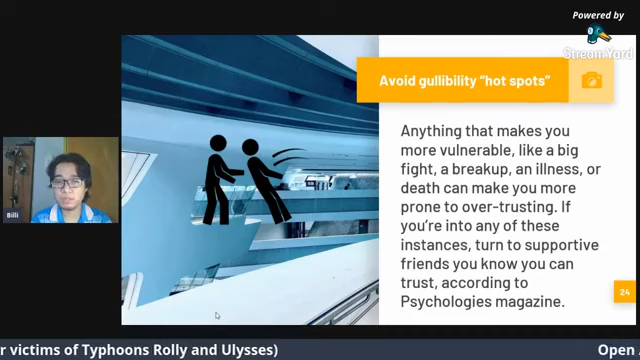 Powered by
StreamYard
Avoid gullibility “hot spots”
Anything that makes you
more vulnerable, like a big
fight, a breakup, an illness, or
death can make you more
prone to over-trusting. If
you’re into any of these
instances, turn to supportive
friends you know you can
trust, according to
Psychologies magazine.
24
Billi
r victims of Typhoons Rolly and Ulysses)
Open